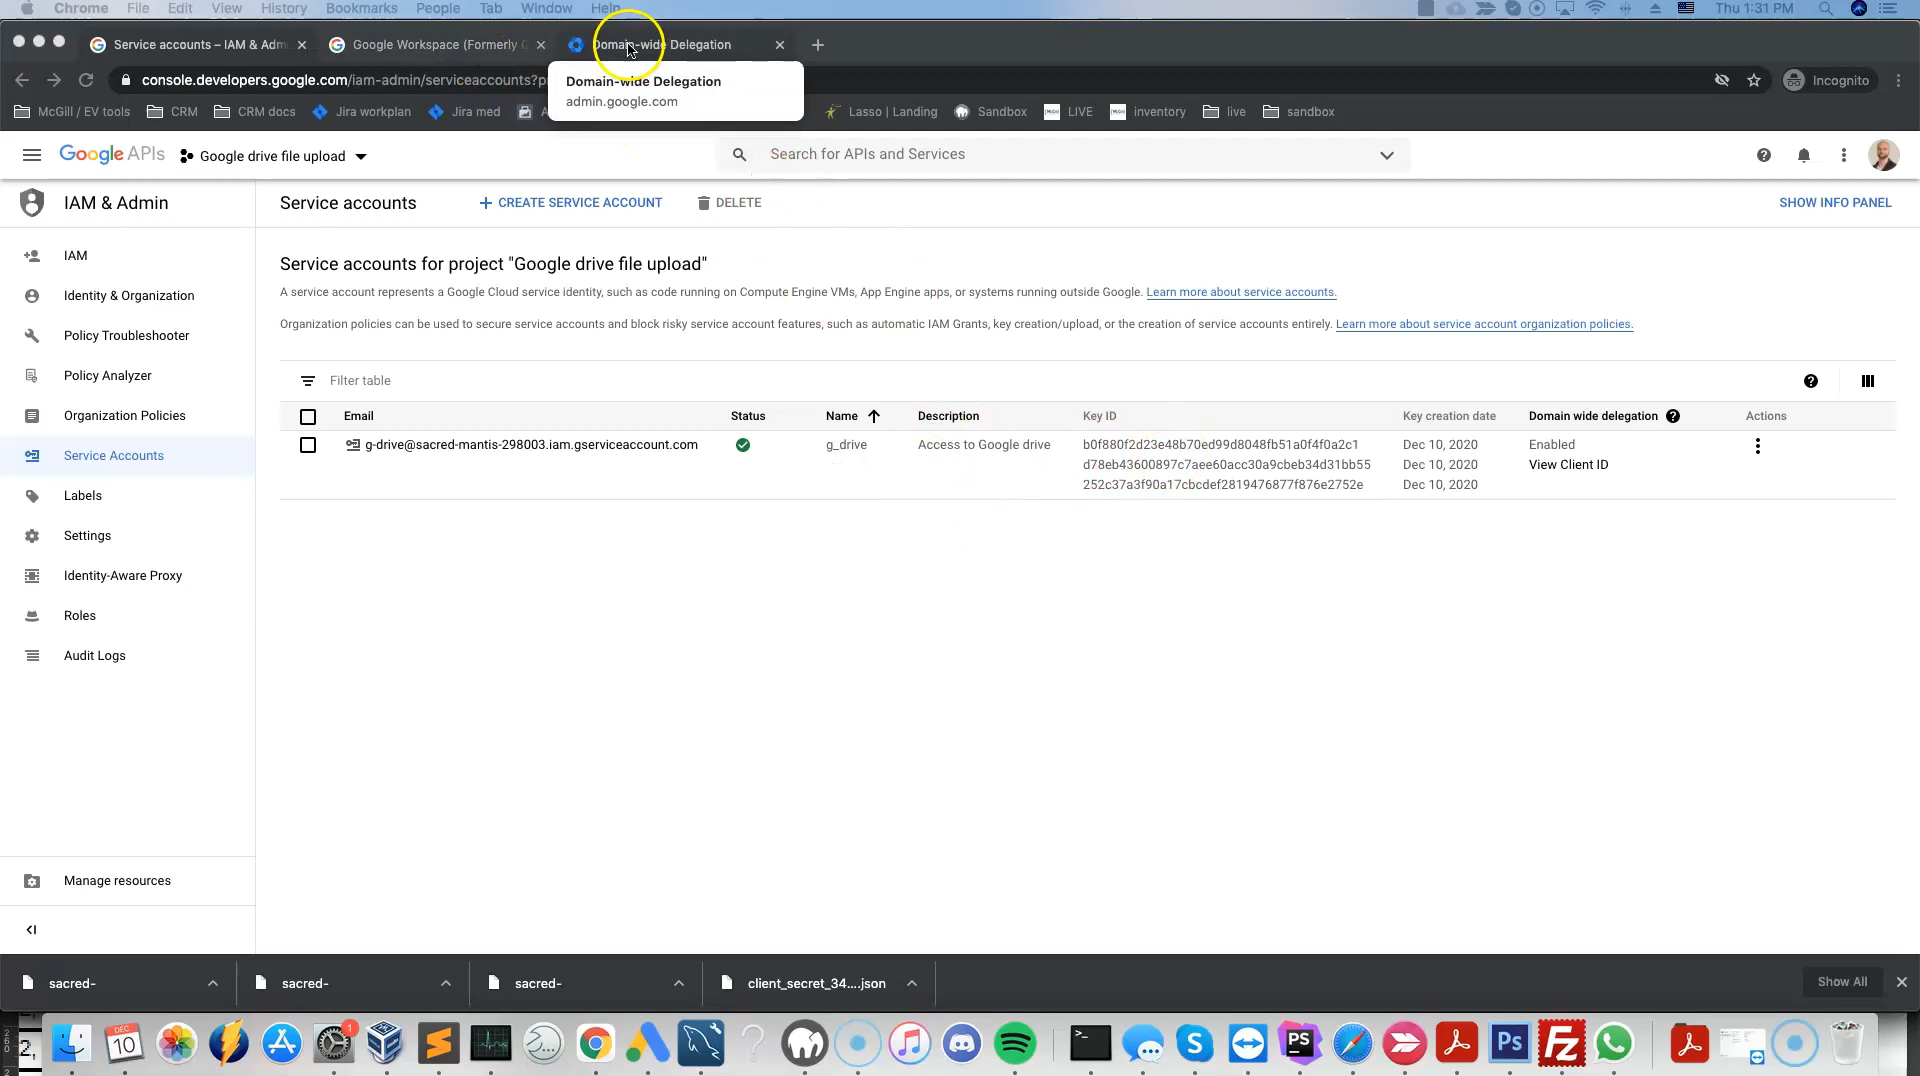 Chrome File Edit View History Bookmarks People Tab Window Help Thu 1:31 PM
Service accounts – IAM & Adm
Google Workspace (Formerly G
Domain-wide Delegation
console.developers.google.com/iam-admin/serviceaccounts?p
Incognito
Domain-wide Delegation
admin.google.com
McGill / EV tools
CRM
CRM docs
Jira workplan
Jira med
Lasso | Landing
Sandbox
LIVE
inventory
live
sandbox
Google APIs
Google drive file upload
Search for APIs and Services
IAM & Admin
Service accounts
CREATE SERVICE ACCOUNT
DELETE
SHOW INFO PANEL
IAM
Identity & Organization
Policy Troubleshooter
Policy Analyzer
Organization Policies
Service Accounts
Labels
Settings
Identity-Aware Proxy
Roles
Audit Logs
Manage resources
Service accounts for project "Google drive file upload"
A service account represents a Google Cloud service identity, such as code running on Compute Engine VMs, App Engine apps, or systems running outside Google. Learn more about service accounts.
Organization policies can be used to secure service accounts and block risky service account features, such as automatic IAM Grants, key creation/upload, or the creation of service accounts entirely. Learn more about service account organization policies.
Filter table
Email Status Name Description Key ID Key creation date Domain wide delegation Actions
g-drive@sacred-mantis-298003.iam.gserviceaccount.com g_drive Access to Google drive b0f880f2d23e48b70ed99d8048fb51a0f4f0a2c1 Dec 10, 2020 Enabled
d78eb43600897c7aee60acc30a9cbeb34d31bb55 Dec 10, 2020 View Client ID
252c37a3f90a17cbcdef2819476877f876e2752e Dec 10, 2020
sacred-
sacred-
sacred-
client_secret_34....json
Show All
DEC
10
1
PS
Ps